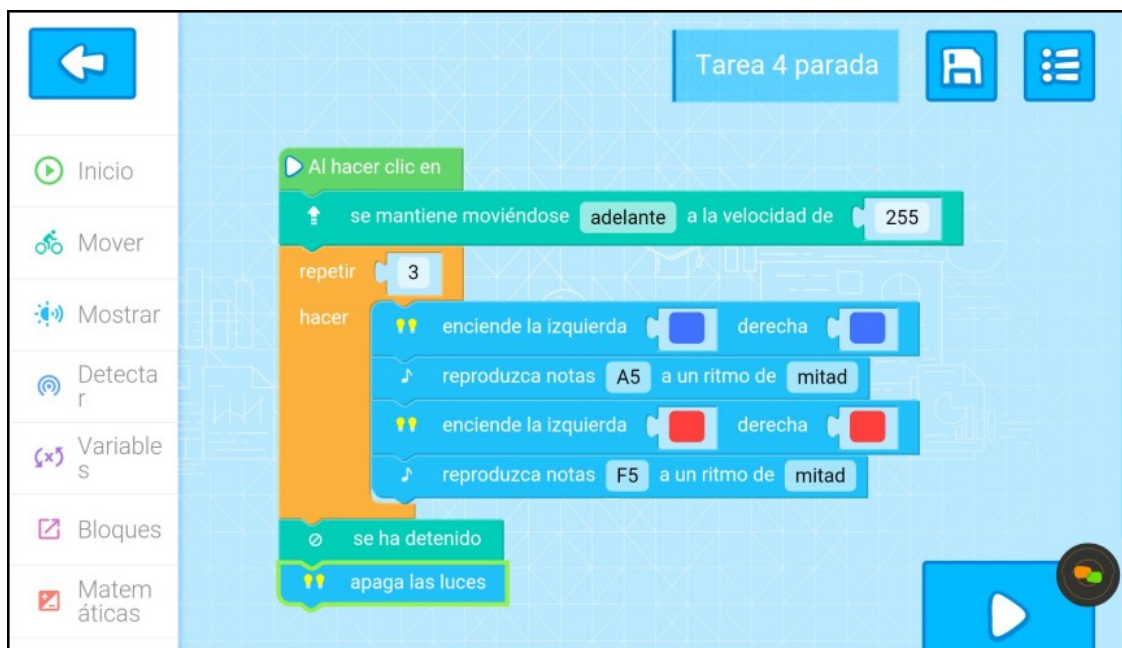 Tarea 4 parada
Inicio
Mover
Mostrar
Detecta
r
Variable
s
Bloques
Matem
áticas
Al hacer clic en
se mantiene moviéndose adelante a la velocidad de 255
repetir 3
hacer
enciende la izquierda derecha
reproduzca notas A5 a un ritmo de mitad
enciende la izquierda derecha
reproduzca notas F5 a un ritmo de mitad
se ha detenido
apaga las luces